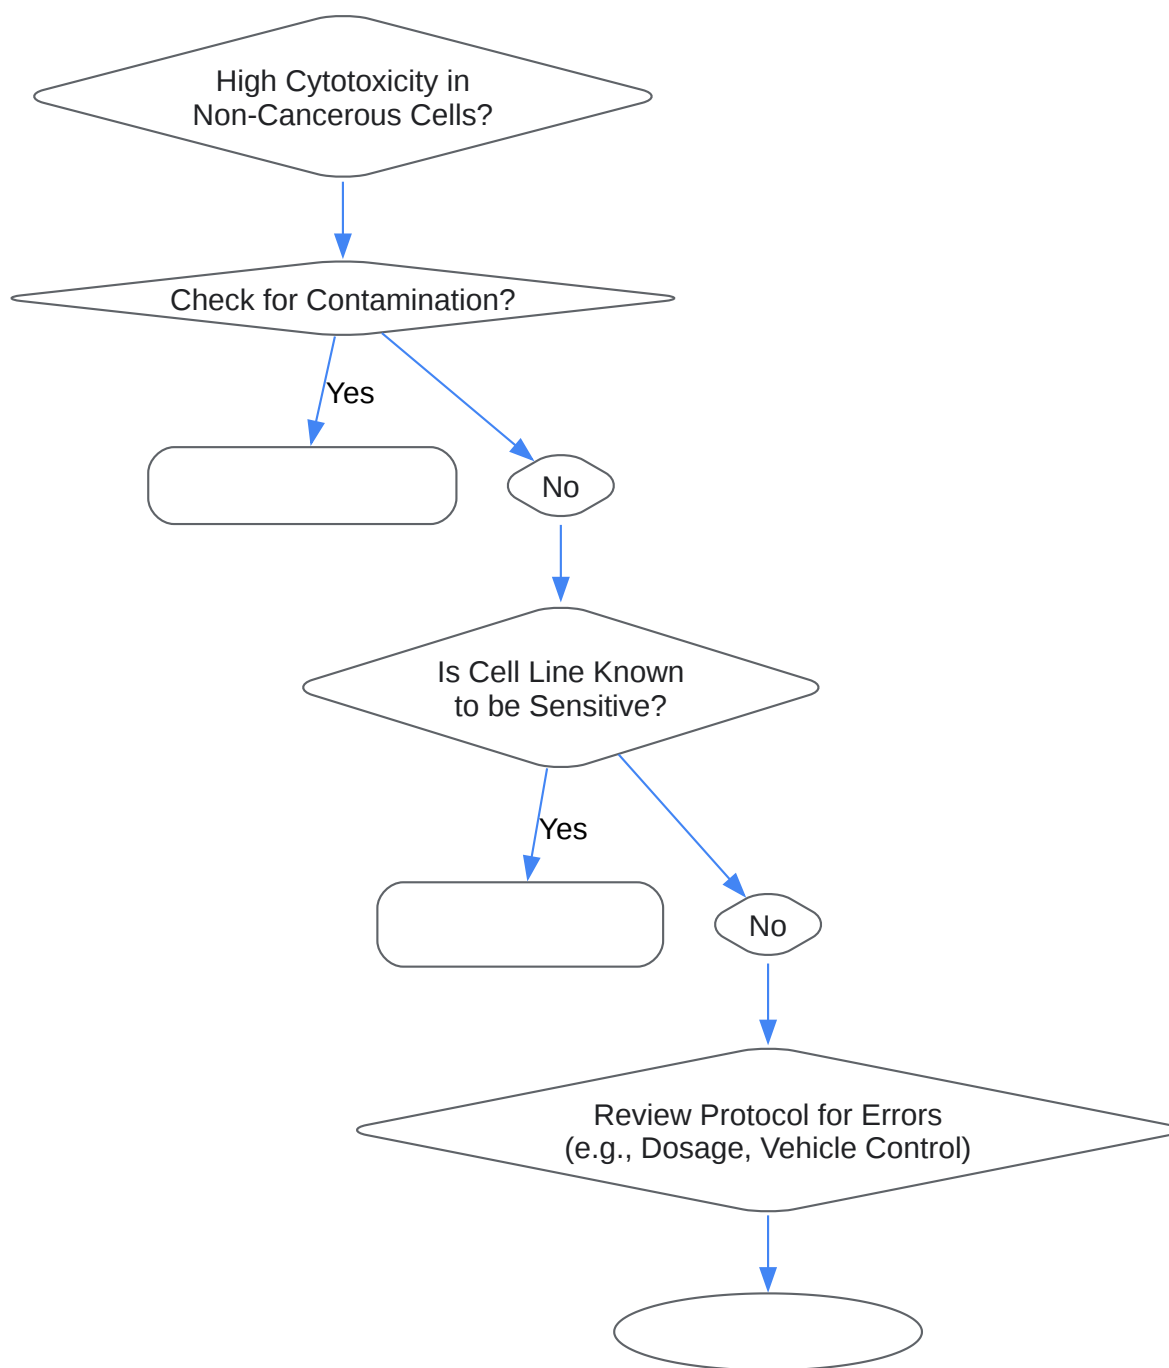 High Cytotoxicity in
Non-Cancerous Cells?
Check for Contamination?
Yes
No
Is Cell Line Known
to be Sensitive?
Yes
No
Review Protocol for Errors
(e.g., Dosage, Vehicle Control)